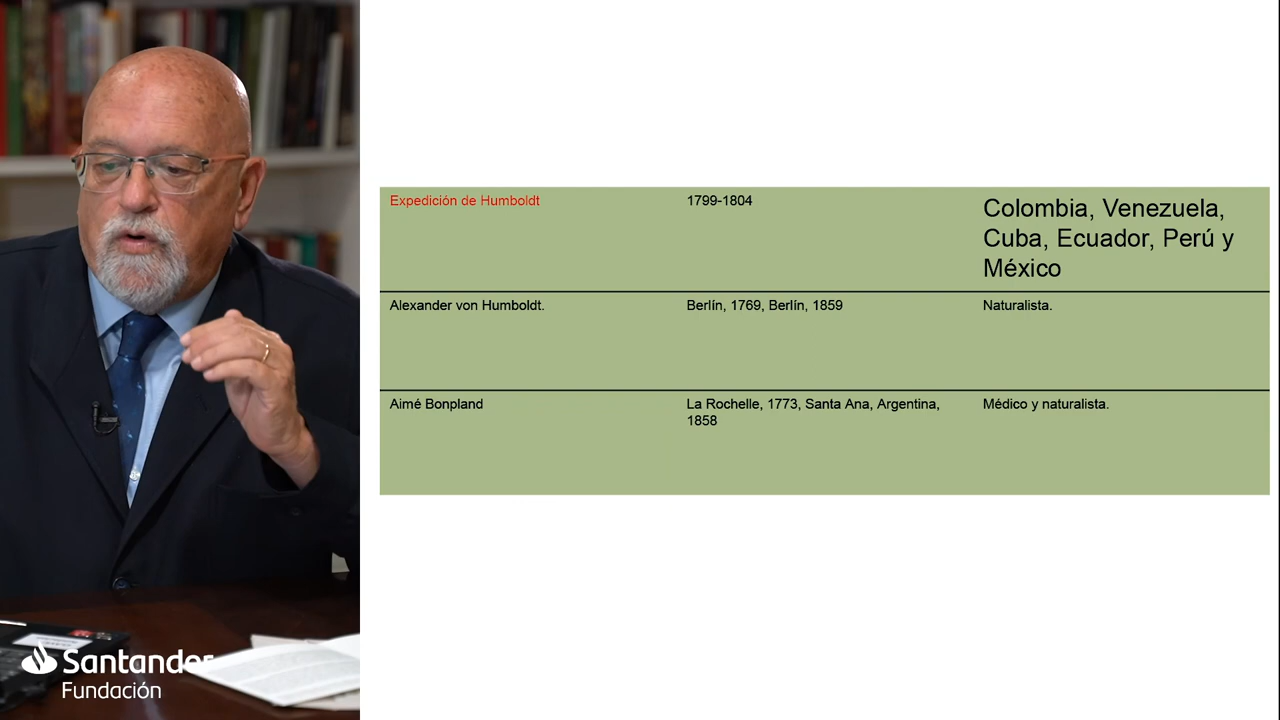 Expedición de Humboldt
1799-1804
Colombia, Venezuela,
Cuba, Ecuador, Perú y
México
Alexander von Humboldt.
Berlín, 1769, Berlín, 1859
Naturalista.
Aimé Bonpland
La Rochelle, 1773, Santa Ana, Argentina,
1858
Médico y naturalista.
Santander
Fundación